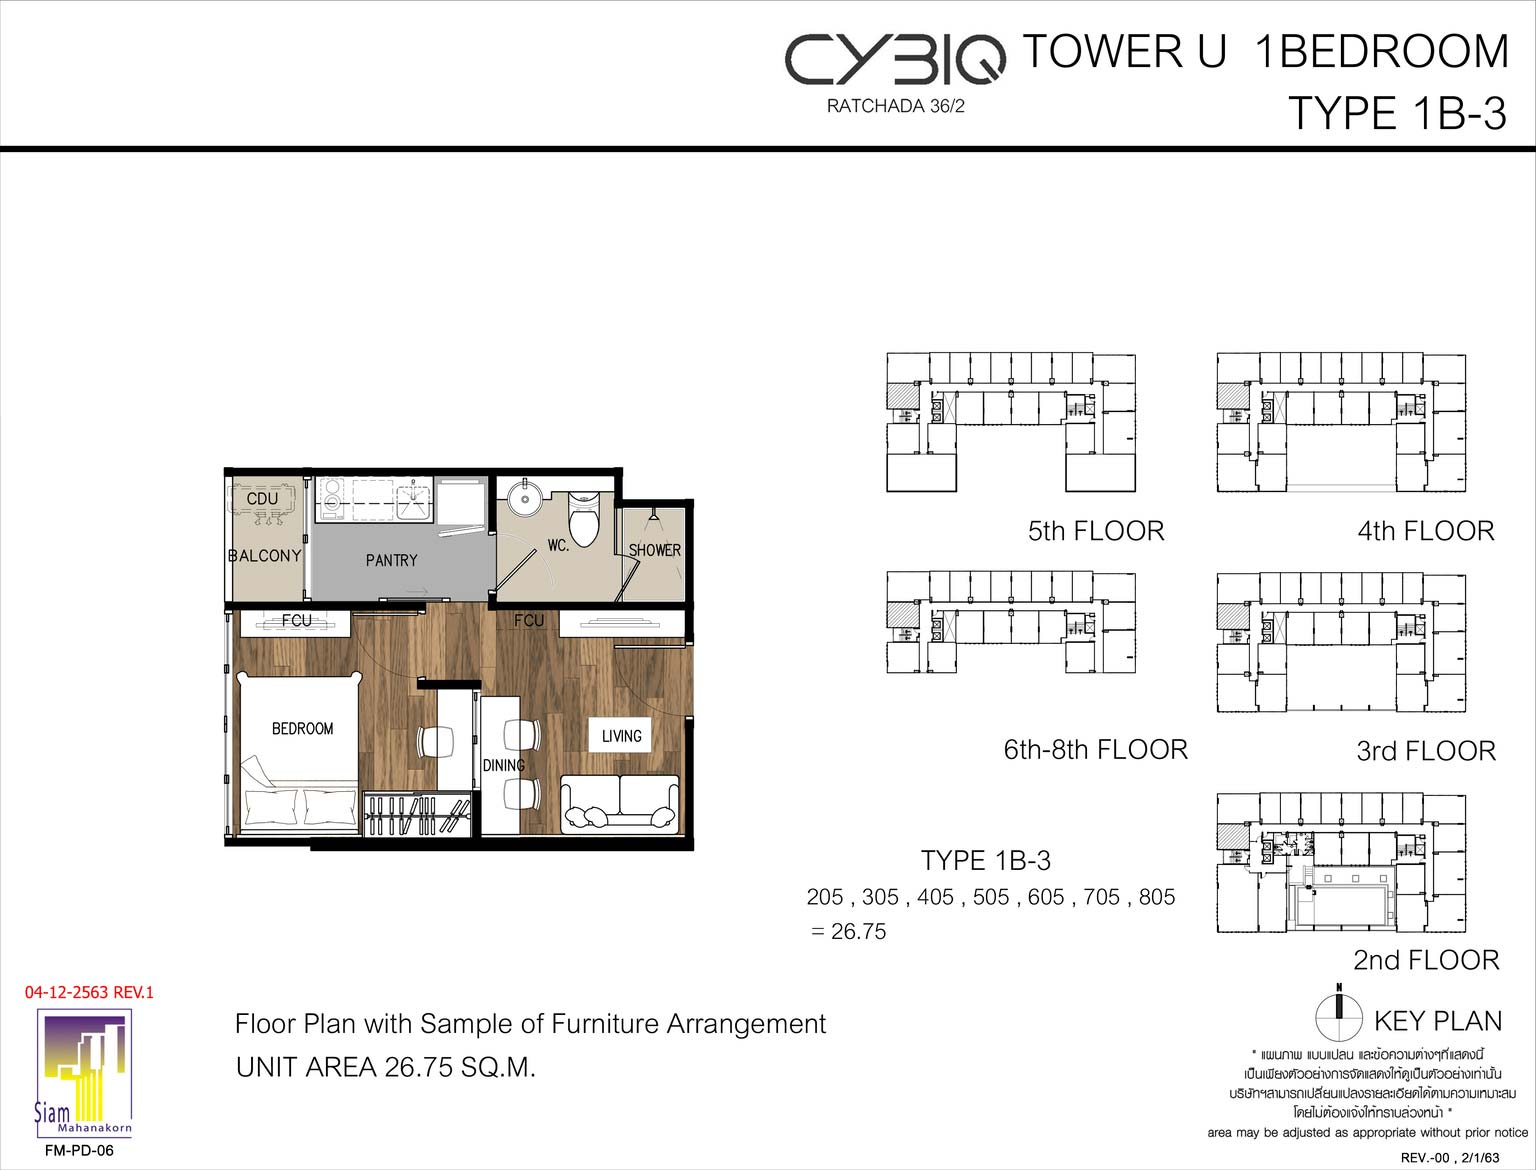 CYBIQ
RATCHADA 36/2
TOWER U 1BEDROOM
TYPE 1B-3
CDU
BALCONY
PANTRY
WC.
SHOWER
FCU
FCU
BEDROOM
LIVING
DINING
5th FLOOR
4th FLOOR
6th-8th FLOOR
3rd FLOOR
TYPE 1B-3
205 , 305 , 405 , 505 , 605 , 705 , 805
= 26.75
2nd FLOOR
N
KEY PLAN
04-12-2563 REV.1
Siam
Mahanakorn
FM-PD-06
Floor Plan with Sample of Furniture Arrangement
UNIT AREA 26.75 SQ.M.
" แผนภาพ แบบแปลน และข้อความต่างๆที่แสดงนี้
เป็นเพียงตัวอย่างการจัดแสดงให้ดูเป็นตัวอย่างเท่านั้น
บริษัทฯสามารถเปลี่ยนแปลงรายละเอียดได้ตามความเหมาะสม
โดยไม่ต้องแจ้งให้ทราบล่วงหน้า "
area may be adjusted as appropriate without prior notice
REV.-00 , 2/1/63